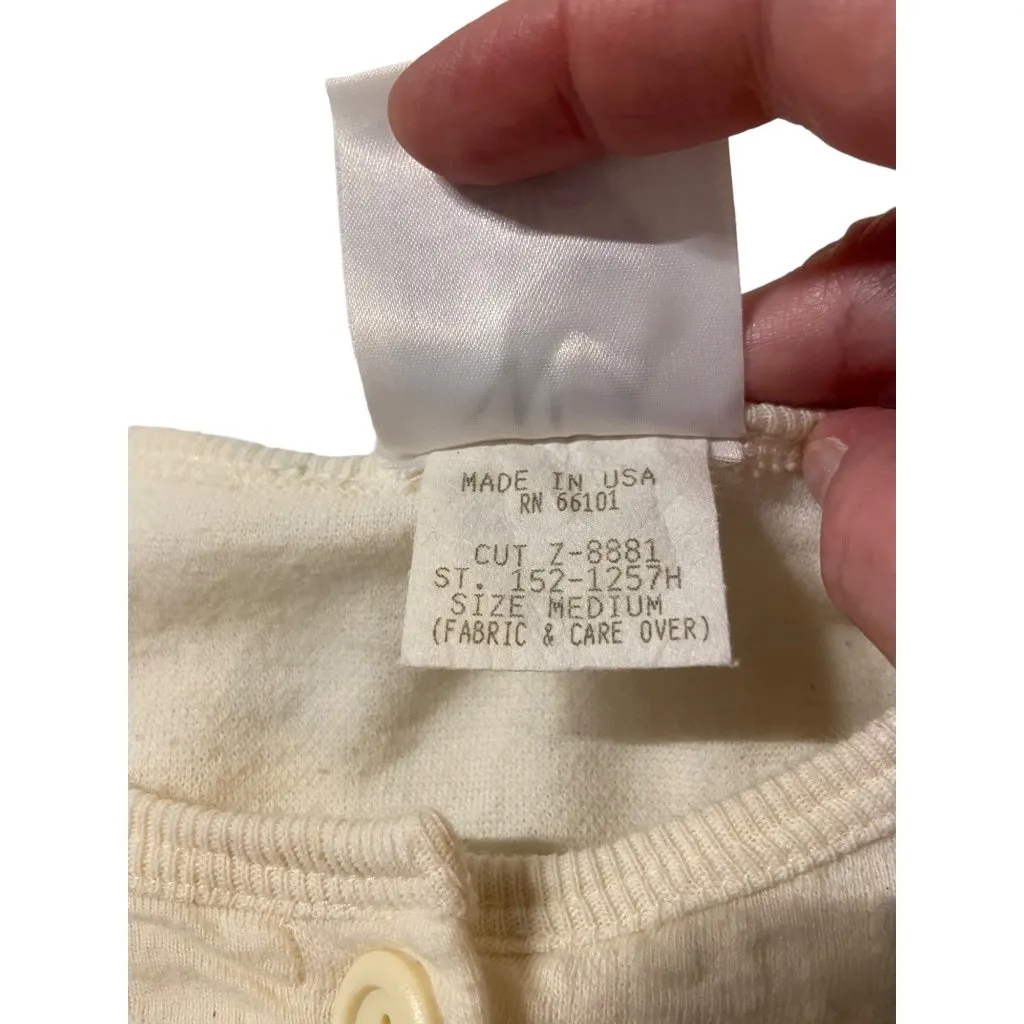 MADE IN USA
RN 66101
CUT Z-8881
ST. 152-1257H
SIZE MEDIUM
(FABRIC & CARE OVER)